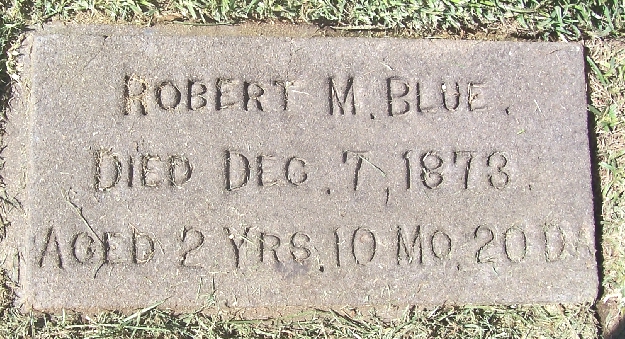 ROBERT M. BLUE.
DIED DEC. 7, 1873.
AGED 2 YRS. 10 MO. 20 DA